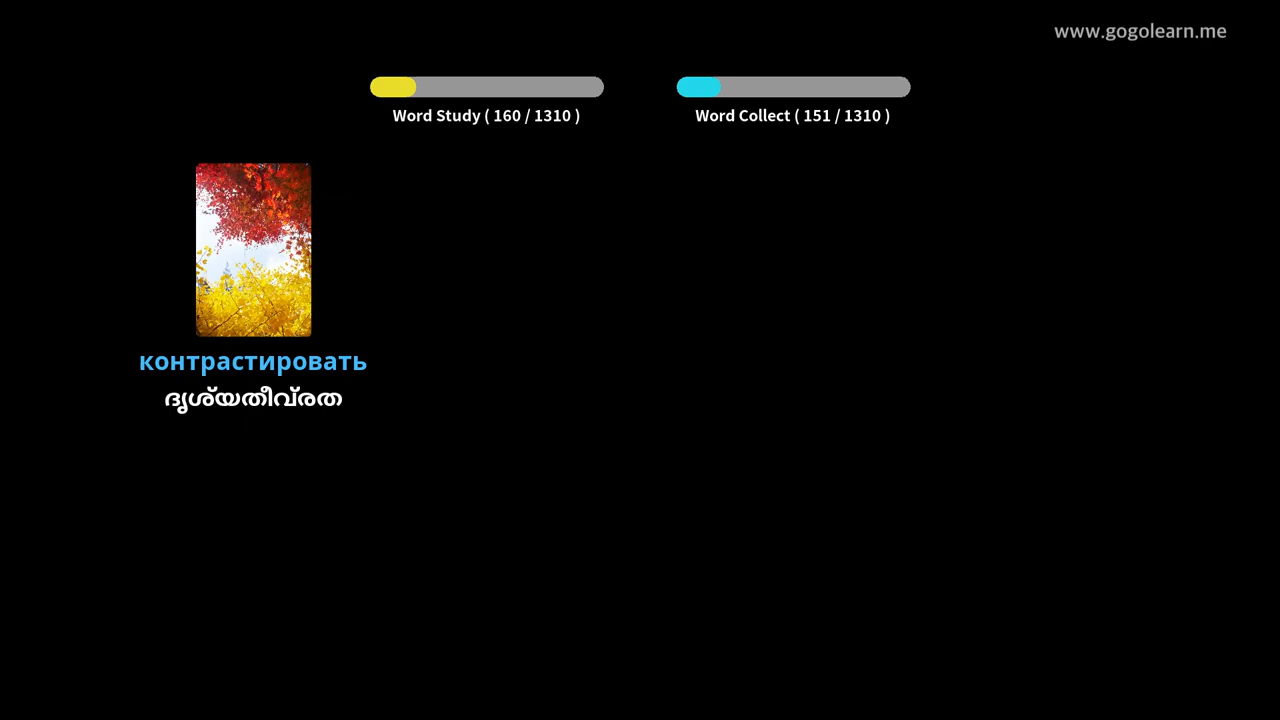 www.gogolearn.me
Word Study ( 160 / 1310 )
Word Collect ( 151 / 1310 )
контрастировать
ദൃശ്യതീവ്രത